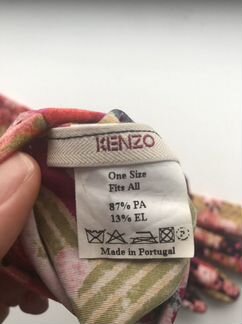 KENZO
One Size
Fits All
87% PA
13% EL
Made in Portugal